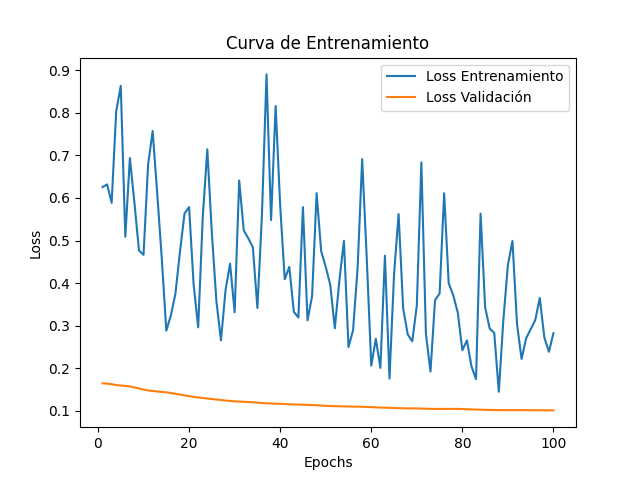 Curva de Entrenamiento
Loss Entrenamiento
Loss Validación
Loss
0.9
0.8
0.7
0.6
0.5
0.4
0.3
0.2
0.1
0 20 40 60 80 100
Epochs